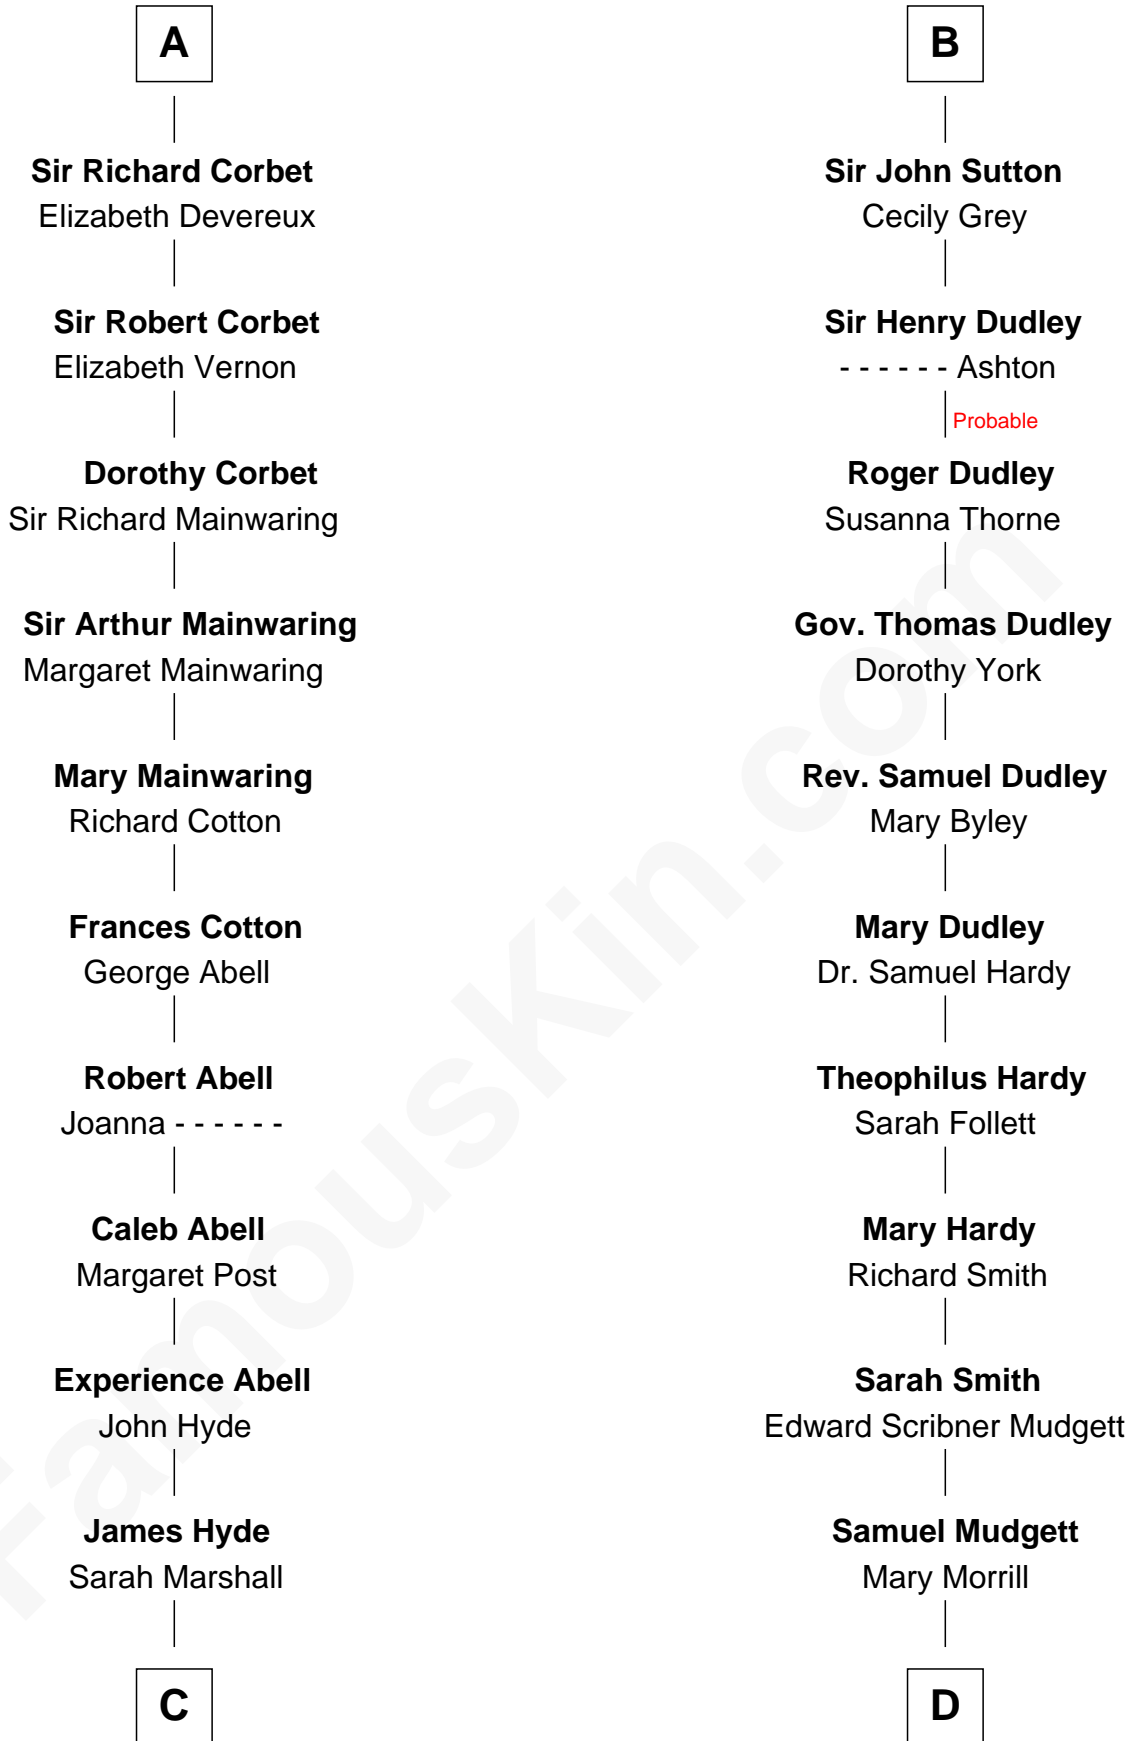 A
Sir Richard Corbet
Elizabeth Devereux
Sir Robert Corbet
Elizabeth Vernon
Dorothy Corbet
Sir Richard Mainwaring
Sir Arthur Mainwaring
Margaret Mainwaring
Mary Mainwaring
Richard Cotton
Frances Cotton
George Abell
Robert Abell
Joanna - - - - - -
Caleb Abell
Margaret Post
Experience Abell
John Hyde
James Hyde
Sarah Marshall
C
B
Sir John Sutton
Cecily Grey
Sir Henry Dudley
- - - - - - Ashton
Probable
Roger Dudley
Susanna Thorne
Gov. Thomas Dudley
Dorothy York
Rev. Samuel Dudley
Mary Byley
Mary Dudley
Dr. Samuel Hardy
Theophilus Hardy
Sarah Follett
Mary Hardy
Richard Smith
Sarah Smith
Edward Scribner Mudgett
Samuel Mudgett
Mary Morrill
D
FamousKin.com